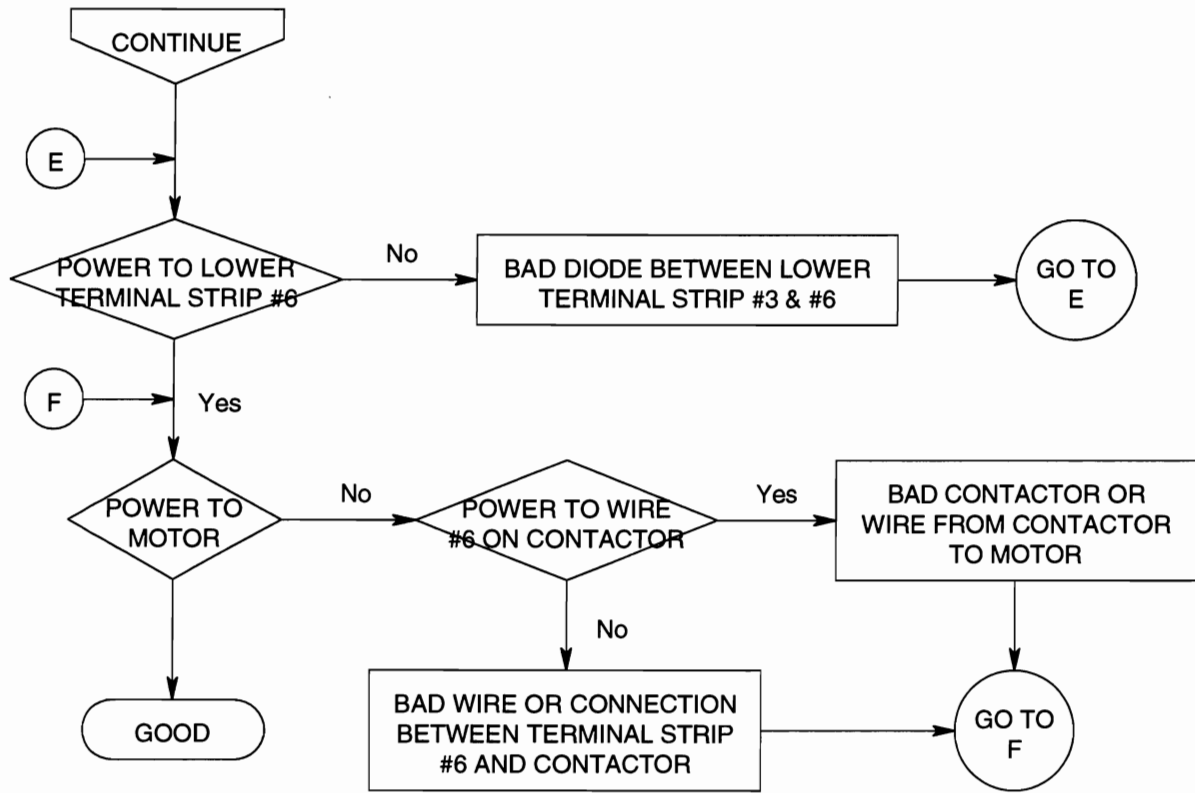 CONTINUE
E
POWER TO LOWER
TERMINAL STRIP #6
No
BAD DIODE BETWEEN LOWER
TERMINAL STRIP #3 & #6
GO TO
E
F
Yes
POWER TO
MOTOR
No
POWER TO WIRE
#6 ON CONTACTOR
Yes
BAD CONTACTOR OR
WIRE FROM CONTACTOR
TO MOTOR
No
GOOD
BAD WIRE OR CONNECTION
BETWEEN TERMINAL STRIP
#6 AND CONTACTOR
GO TO
F